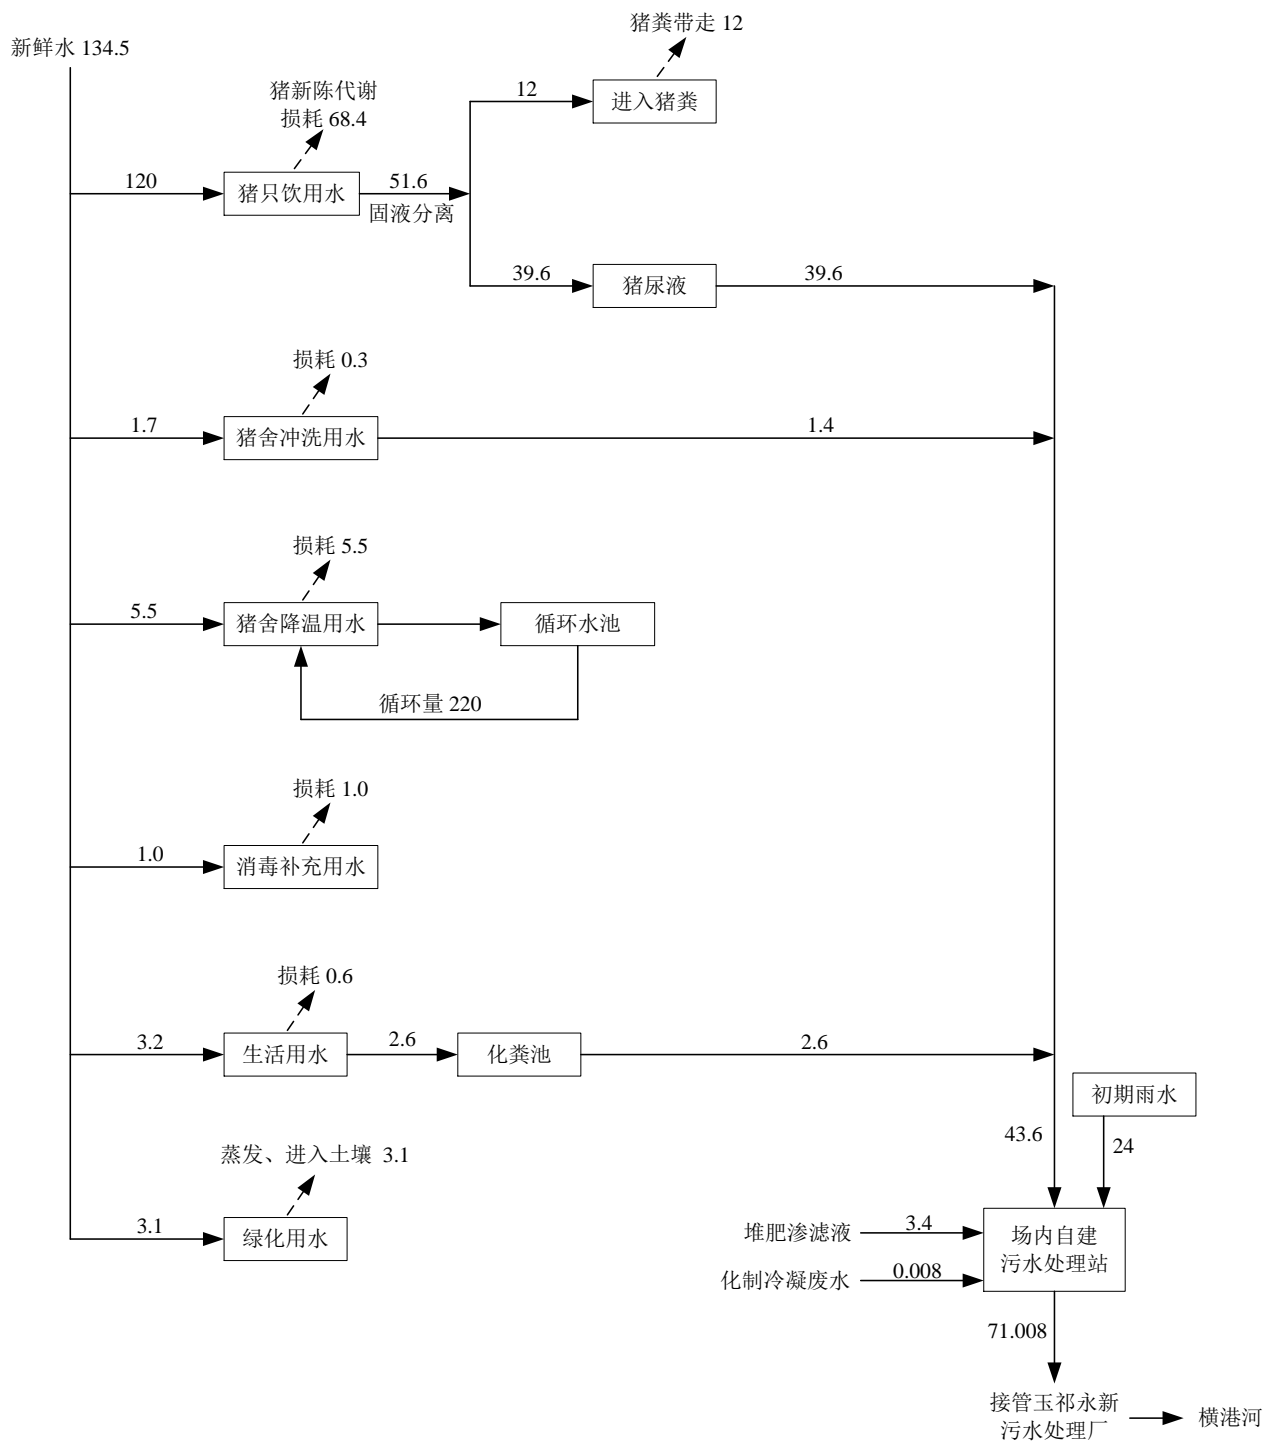 猪粪带走 12
新鲜水 134.5
猪新陈代谢
损耗 68.4
12
进入猪粪
120
猪只饮用水
51.6
固液分离
39.6
猪尿液
39.6
损耗 0.3
1.7
猪舍冲洗用水
1.4
损耗 5.5
5.5
猪舍降温用水
循环水池
循环量 220
损耗 1.0
1.0
消毒补充用水
损耗 0.6
3.2
生活用水
2.6
化粪池
2.6
初期雨水
43.6
24
蒸发、进入土壤 3.1
3.1
绿化用水
堆肥渗滤液
3.4
场内自建
污水处理站
化制冷凝废水
0.008
71.008
接管玉祁永新
污水处理厂
横港河